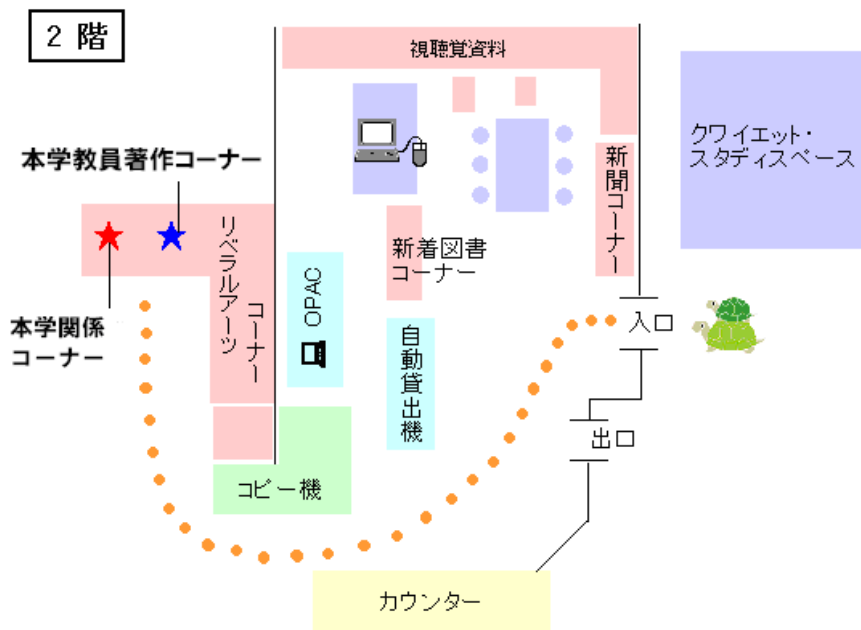 2 階
視聴覚資料
クワイエット・
スタディスペース
本学教員著作コーナー
新聞コーナー
リベラルアーツ
コーナー
新着図書
コーナー
OPAC
本学関係
コーナー
入口
自動貸出機
出口
コピー機
カウンター